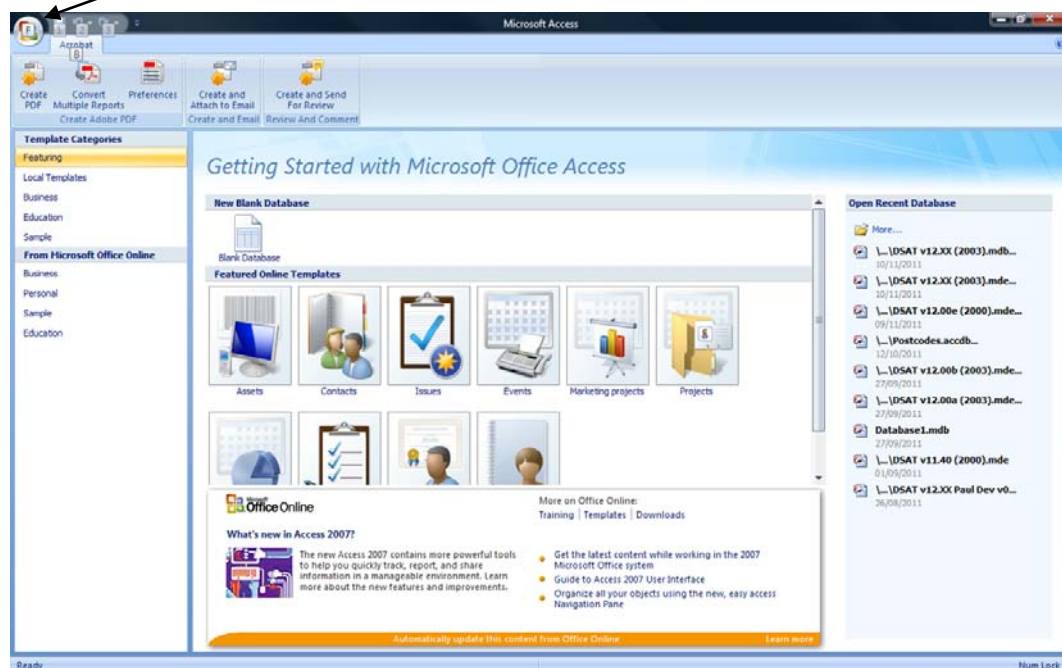 F
1 2 3
Microsoft Access
Acrobat
B
Create PDF
Convert Multiple Reports
Preferences
Create and Attach to Email
Create and Send For Review
Create Adobe PDF
Create and Email
Review And Comment
Template Categories
Featuring
Local Templates
Business
Education
Sample
From Microsoft Office Online
Business
Personal
Sample
Education
Getting Started with Microsoft Office Access
New Blank Database
Blank Database
Featured Online Templates
Assets
Contacts
Issues
Events
Marketing projects
Projects
Microsoft
Office Online
More on Office Online:
Training | Templates | Downloads
What's new in Access 2007?
The new Access 2007 contains more powerful tools
to help you quickly track, report, and share
information in a manageable environment. Learn
more about the new features and improvements.
Get the latest content while working in the 2007
Microsoft Office system
Guide to Access 2007 User Interface
Organize all your objects using the new, easy access
Navigation Pane
Automatically update this content from Office Online
Learn more
Open Recent Database
More...
\...\DSAT v12.XX (2003).mdb...
10/11/2011
\...\DSAT v12.XX (2003).mde...
10/11/2011
\...\DSAT v12.00e (2000).mde...
09/11/2011
\...\Postcodes.accdb...
12/10/2011
\...\DSAT v12.00b (2003).mde...
27/09/2011
\...\DSAT v12.00a (2003).mde...
27/09/2011
Database1.mdb
27/09/2011
\...\DSAT v11.40 (2000).mde
01/09/2011
\...\DSAT v12.XX Paul Dev v0...
26/08/2011
Ready
Num Lock